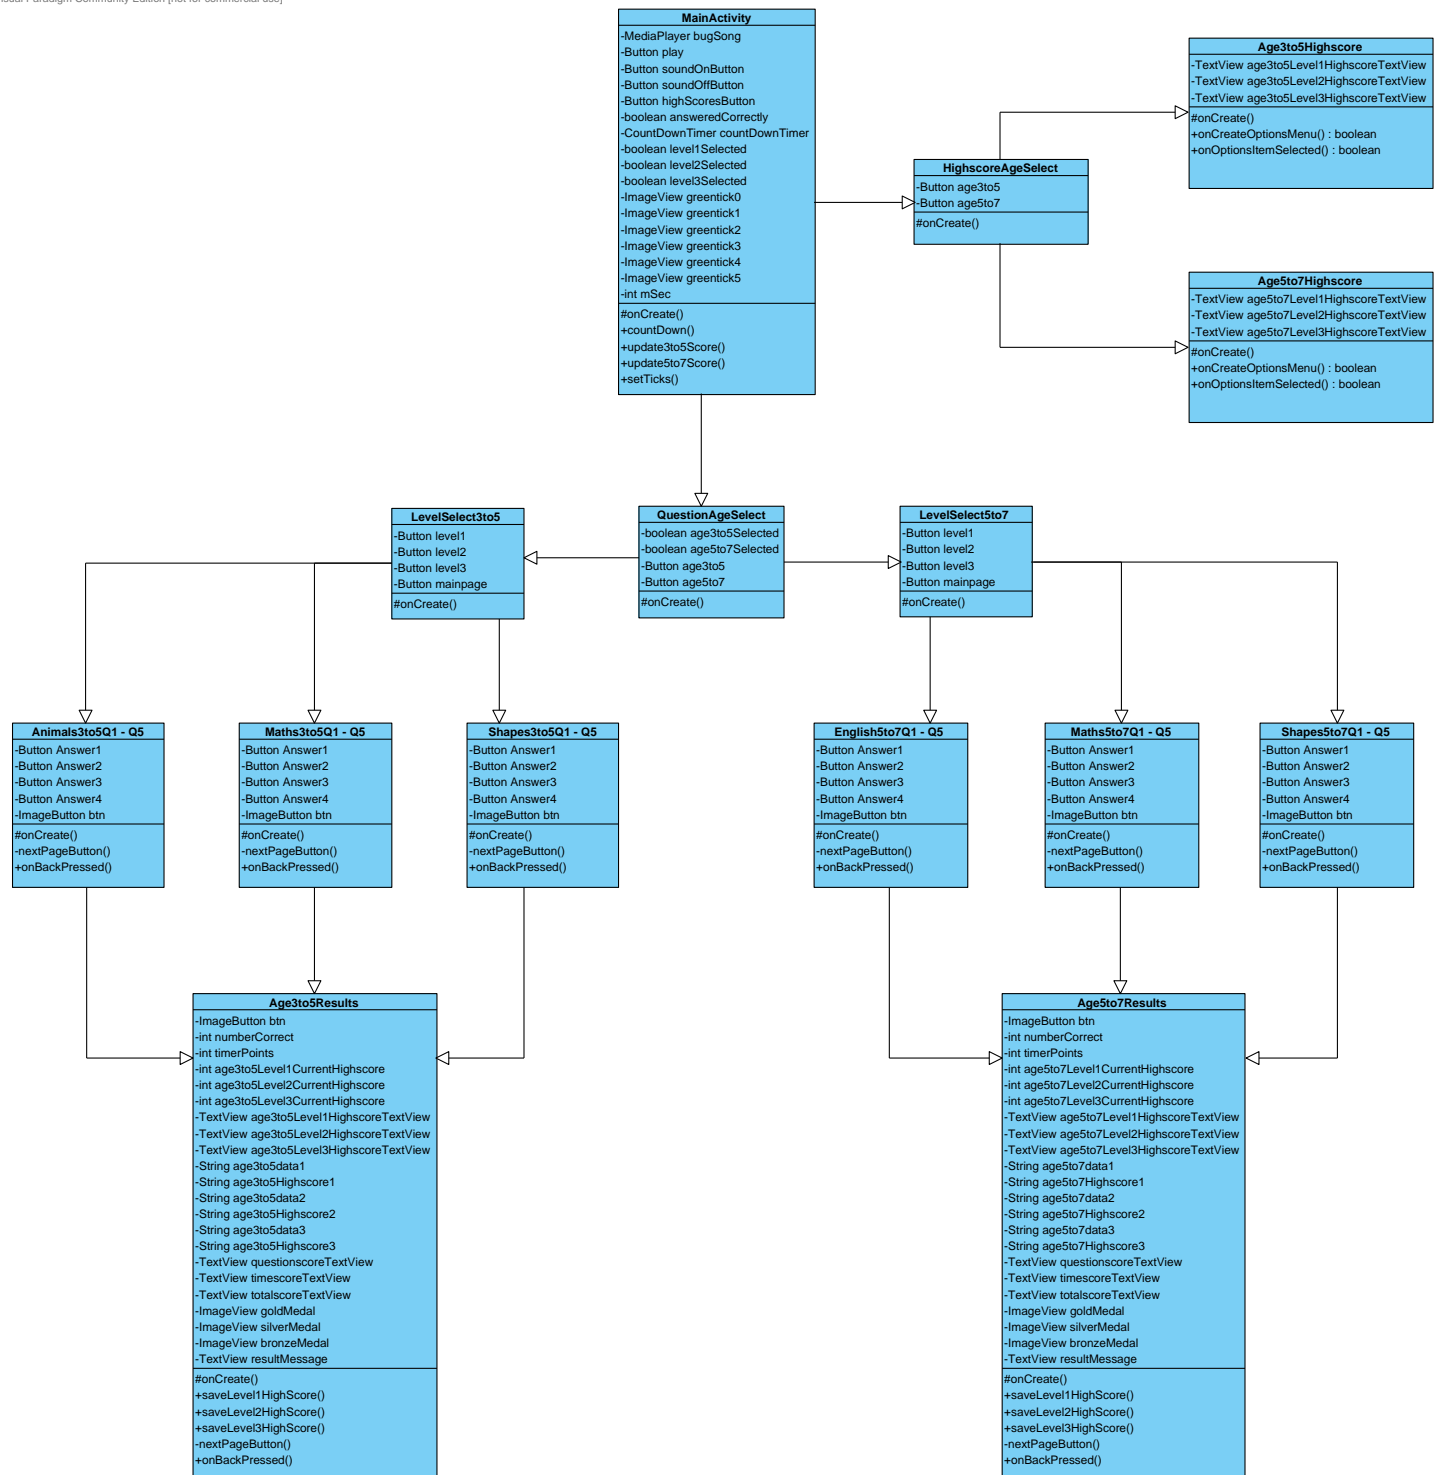 MainActivity
-MediaPlayer bugSong
-Button play
-Button soundOnButton
-Button soundOffButton
-Button highScoresButton
-boolean answeredCorrectly
-CountDownTimer countDownTimer
-boolean level1Selected
-boolean level2Selected
-boolean level3Selected
-ImageView greentick0
-ImageView greentick1
-ImageView greentick2
-ImageView greentick3
-ImageView greentick4
-ImageView greentick5
-int mSec
#onCreate()
+countDown()
+update3to5Score()
+update5to7Score()
+setTicks()
HighscoreAgeSelect
-Button age3to5
-Button age5to7
#onCreate()
Age3to5Highscore
-TextView age3to5Level1HighscoreTextView
-TextView age3to5Level2HighscoreTextView
-TextView age3to5Level3HighscoreTextView
#onCreate()
+onCreateOptionsMenu() : boolean
+onOptionsItemSelected() : boolean
Age5to7Highscore
-TextView age5to7Level1HighscoreTextView
-TextView age5to7Level2HighscoreTextView
-TextView age5to7Level3HighscoreTextView
#onCreate()
+onCreateOptionsMenu() : boolean
+onOptionsItemSelected() : boolean
LevelSelect3to5
-Button level1
-Button level2
-Button level3
-Button mainpage
#onCreate()
QuestionAgeSelect
-boolean age3to5Selected
-boolean age5to7Selected
-Button age3to5
-Button age5to7
#onCreate()
LevelSelect5to7
-Button level1
-Button level2
-Button level3
-Button mainpage
#onCreate()
Animals3to5Q1 - Q5
-Button Answer1
-Button Answer2
-Button Answer3
-Button Answer4
-ImageButton btn
#onCreate()
-nextPageButton()
+onBackPressed()
Maths3to5Q1 - Q5
-Button Answer1
-Button Answer2
-Button Answer3
-Button Answer4
-ImageButton btn
#onCreate()
-nextPageButton()
+onBackPressed()
Shapes3to5Q1 - Q5
-Button Answer1
-Button Answer2
-Button Answer3
-Button Answer4
-ImageButton btn
#onCreate()
-nextPageButton()
+onBackPressed()
English5to7Q1 - Q5
-Button Answer1
-Button Answer2
-Button Answer3
-Button Answer4
-ImageButton btn
#onCreate()
-nextPageButton()
+onBackPressed()
Maths5to7Q1 - Q5
-Button Answer1
-Button Answer2
-Button Answer3
-Button Answer4
-ImageButton btn
#onCreate()
-nextPageButton()
+onBackPressed()
Shapes5to7Q1 - Q5
-Button Answer1
-Button Answer2
-Button Answer3
-Button Answer4
-ImageButton btn
#onCreate()
-nextPageButton()
+onBackPressed()
Age3to5Results
-ImageButton btn
-int numberCorrect
-int timerPoints
-int age3to5Level1CurrentHighscore
-int age3to5Level2CurrentHighscore
-int age3to5Level3CurrentHighscore
-TextView age3to5Level1HighscoreTextView
-TextView age3to5Level2HighscoreTextView
-TextView age3to5Level3HighscoreTextView
-String age3to5data1
-String age3to5Highscore1
-String age3to5data2
-String age3to5Highscore2
-String age3to5data3
-String age3to5Highscore3
-TextView questionscoreTextView
-TextView timescoreTextView
-TextView totalscoreTextView
-ImageView goldMedal
-ImageView silverMedal
-ImageView bronzeMedal
-TextView resultMessage
#onCreate()
+saveLevel1HighScore()
+saveLevel2HighScore()
+saveLevel3HighScore()
-nextPageButton()
+onBackPressed()
Age5to7Results
-ImageButton btn
-int numberCorrect
-int timerPoints
-int age5to7Level1CurrentHighscore
-int age5to7Level2CurrentHighscore
-int age5to7Level3CurrentHighscore
-TextView age5to7Level1HighscoreTextView
-TextView age5to7Level2HighscoreTextView
-TextView age5to7Level3HighscoreTextView
-String age5to7data1
-String age5to7Highscore1
-String age5to7data2
-String age5to7Highscore2
-String age5to7data3
-String age5to7Highscore3
-TextView questionscoreTextView
-TextView timescoreTextView
-TextView totalscoreTextView
-ImageView goldMedal
-ImageView silverMedal
-ImageView bronzeMedal
-TextView resultMessage
#onCreate()
+saveLevel1HighScore()
+saveLevel2HighScore()
+saveLevel3HighScore()
-nextPageButton()
+onBackPressed()